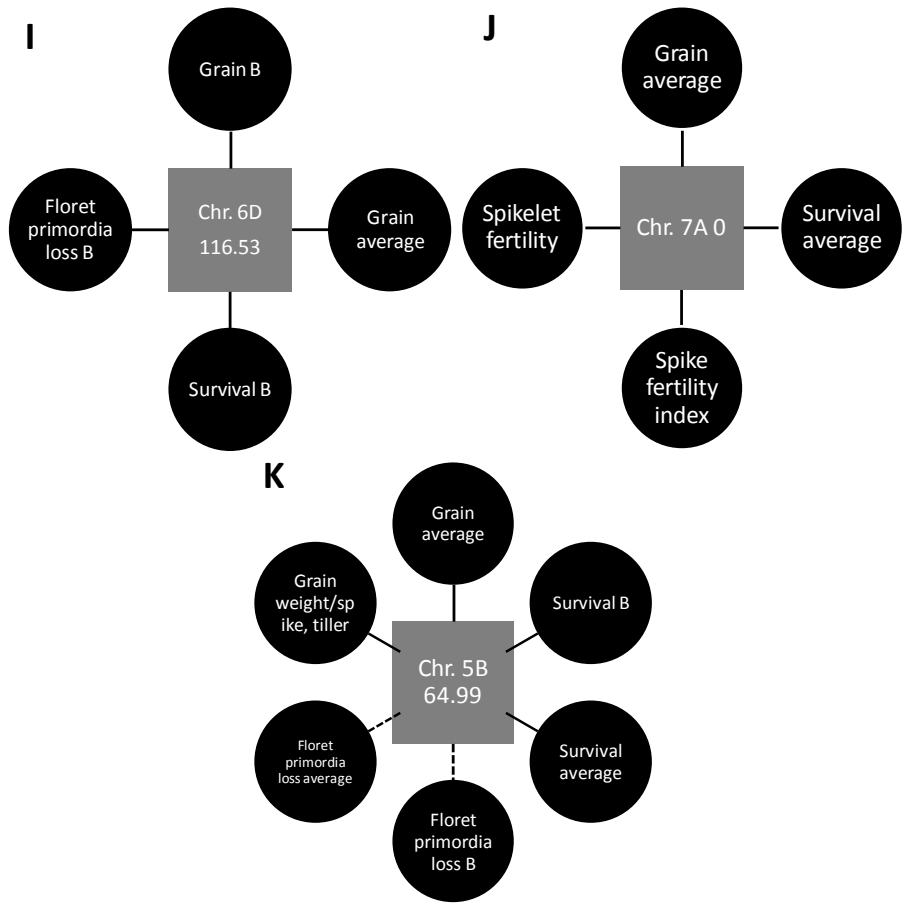 I
Grain B
Floret
primordia
loss B
Chr. 6D
116.53
Grain
average
Survival B
J
Grain
average
Spikelet
fertility
Chr. 7A 0
Survival
average
Spike
fertility
index
K
Grain
average
Grain
weight/sp
ike, tiller
Survival B
Chr. 5B
64.99
Floret
primordia
loss average
Survival
average
Floret
primordia
loss B